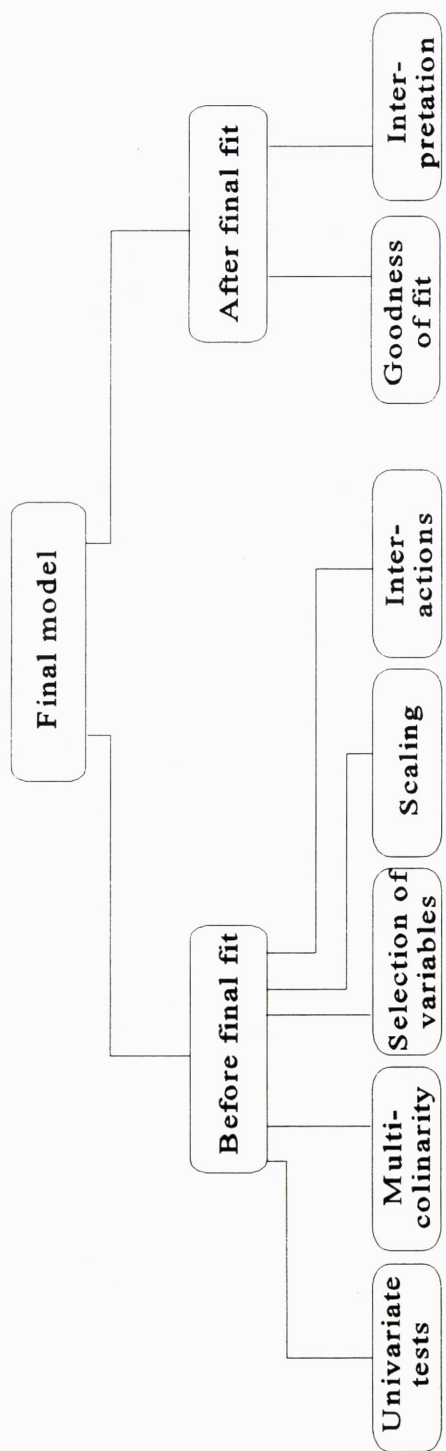 Final model
Before final fit
After final fit
Univariate
tests
Multi-
colinarity
Selection of
variables
Scaling
Inter-
actions
Goodness
of fit
Inter-
pretation